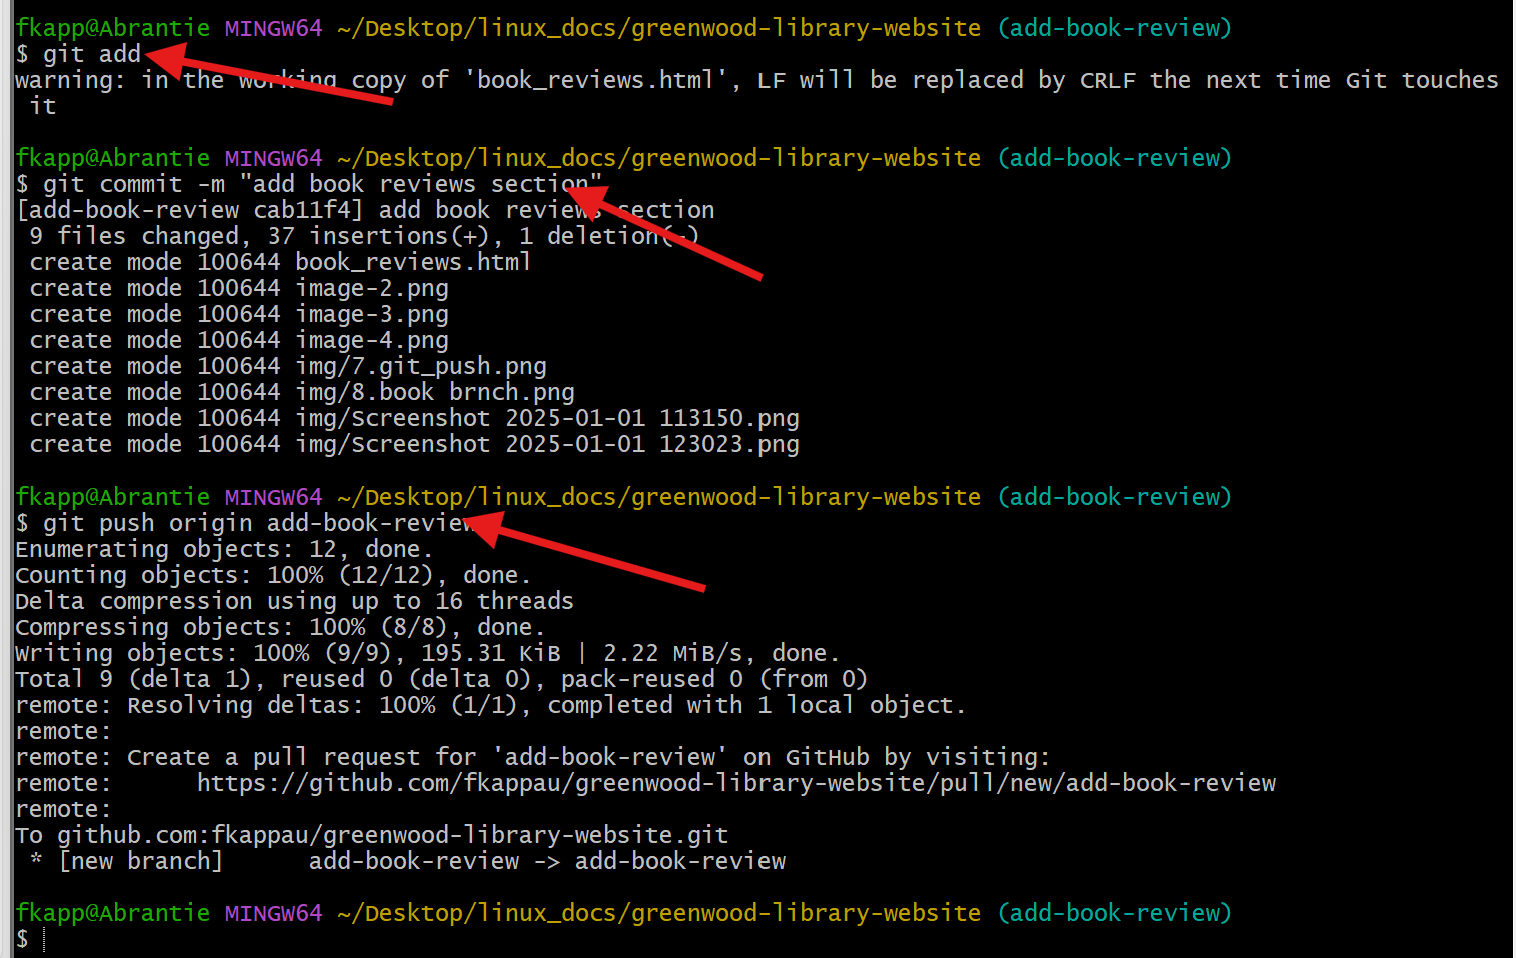 fkapp@Abrantie MINGW64 ~/Desktop/linux_docs/greenwood-library-website (add-book-review)
$ git add
warning: in the working copy of 'book_reviews.html', LF will be replaced by CRLF the next time Git touches
it
fkapp@Abrantie MINGW64 ~/Desktop/linux_docs/greenwood-library-website (add-book-review)
$ git commit -m "add book reviews section"
[add-book-review cab11f4] add book reviews section
9 files changed, 37 insertions(+), 1 deletion(-)
create mode 100644 book_reviews.html
create mode 100644 image-2.png
create mode 100644 image-3.png
create mode 100644 image-4.png
create mode 100644 img/7.git_push.png
create mode 100644 img/8.book brnch.png
create mode 100644 img/Screenshot 2025-01-01 113150.png
create mode 100644 img/Screenshot 2025-01-01 123023.png
fkapp@Abrantie MINGW64 ~/Desktop/linux_docs/greenwood-library-website (add-book-review)
$ git push origin add-book-review
Enumerating objects: 12, done.
Counting objects: 100% (12/12), done.
Delta compression using up to 16 threads
Compressing objects: 100% (8/8), done.
Writing objects: 100% (9/9), 195.31 KiB | 2.22 MiB/s, done.
Total 9 (delta 1), reused 0 (delta 0), pack-reused 0 (from 0)
remote: Resolving deltas: 100% (1/1), completed with 1 local object.
remote:
remote: Create a pull request for 'add-book-review' on GitHub by visiting:
remote:      https://github.com/fkappau/greenwood-library-website/pull/new/add-book-review
remote:
To github.com:fkappau/greenwood-library-website.git
* [new branch]      add-book-review -> add-book-review
fkapp@Abrantie MINGW64 ~/Desktop/linux_docs/greenwood-library-website (add-book-review)
$